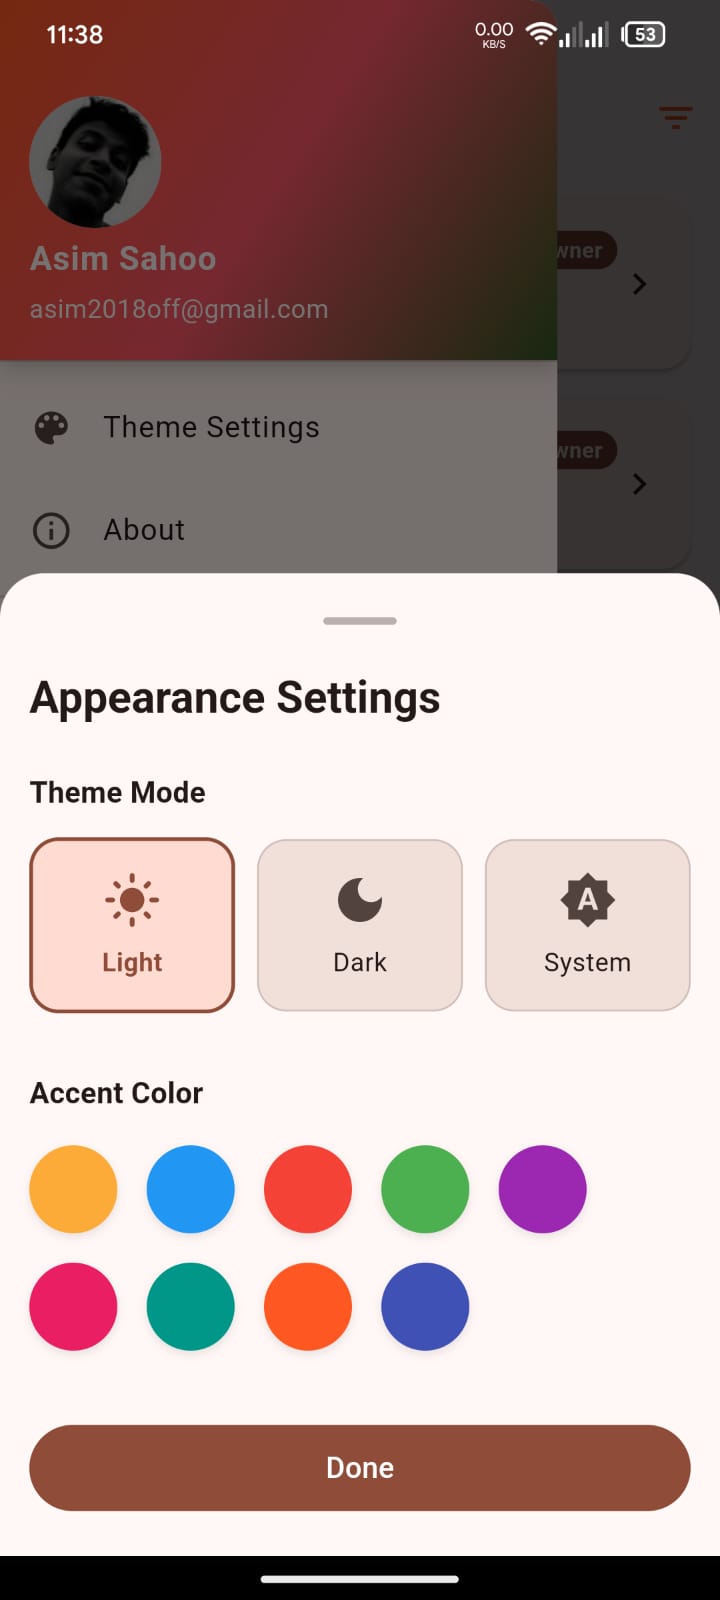 11:38
0.00
KB/S
53
Asim Sahoo
asim2018off@gmail.com
wner
Theme Settings
wner
About
Appearance Settings
Theme Mode
Light
Dark
A
System
Accent Color
Done